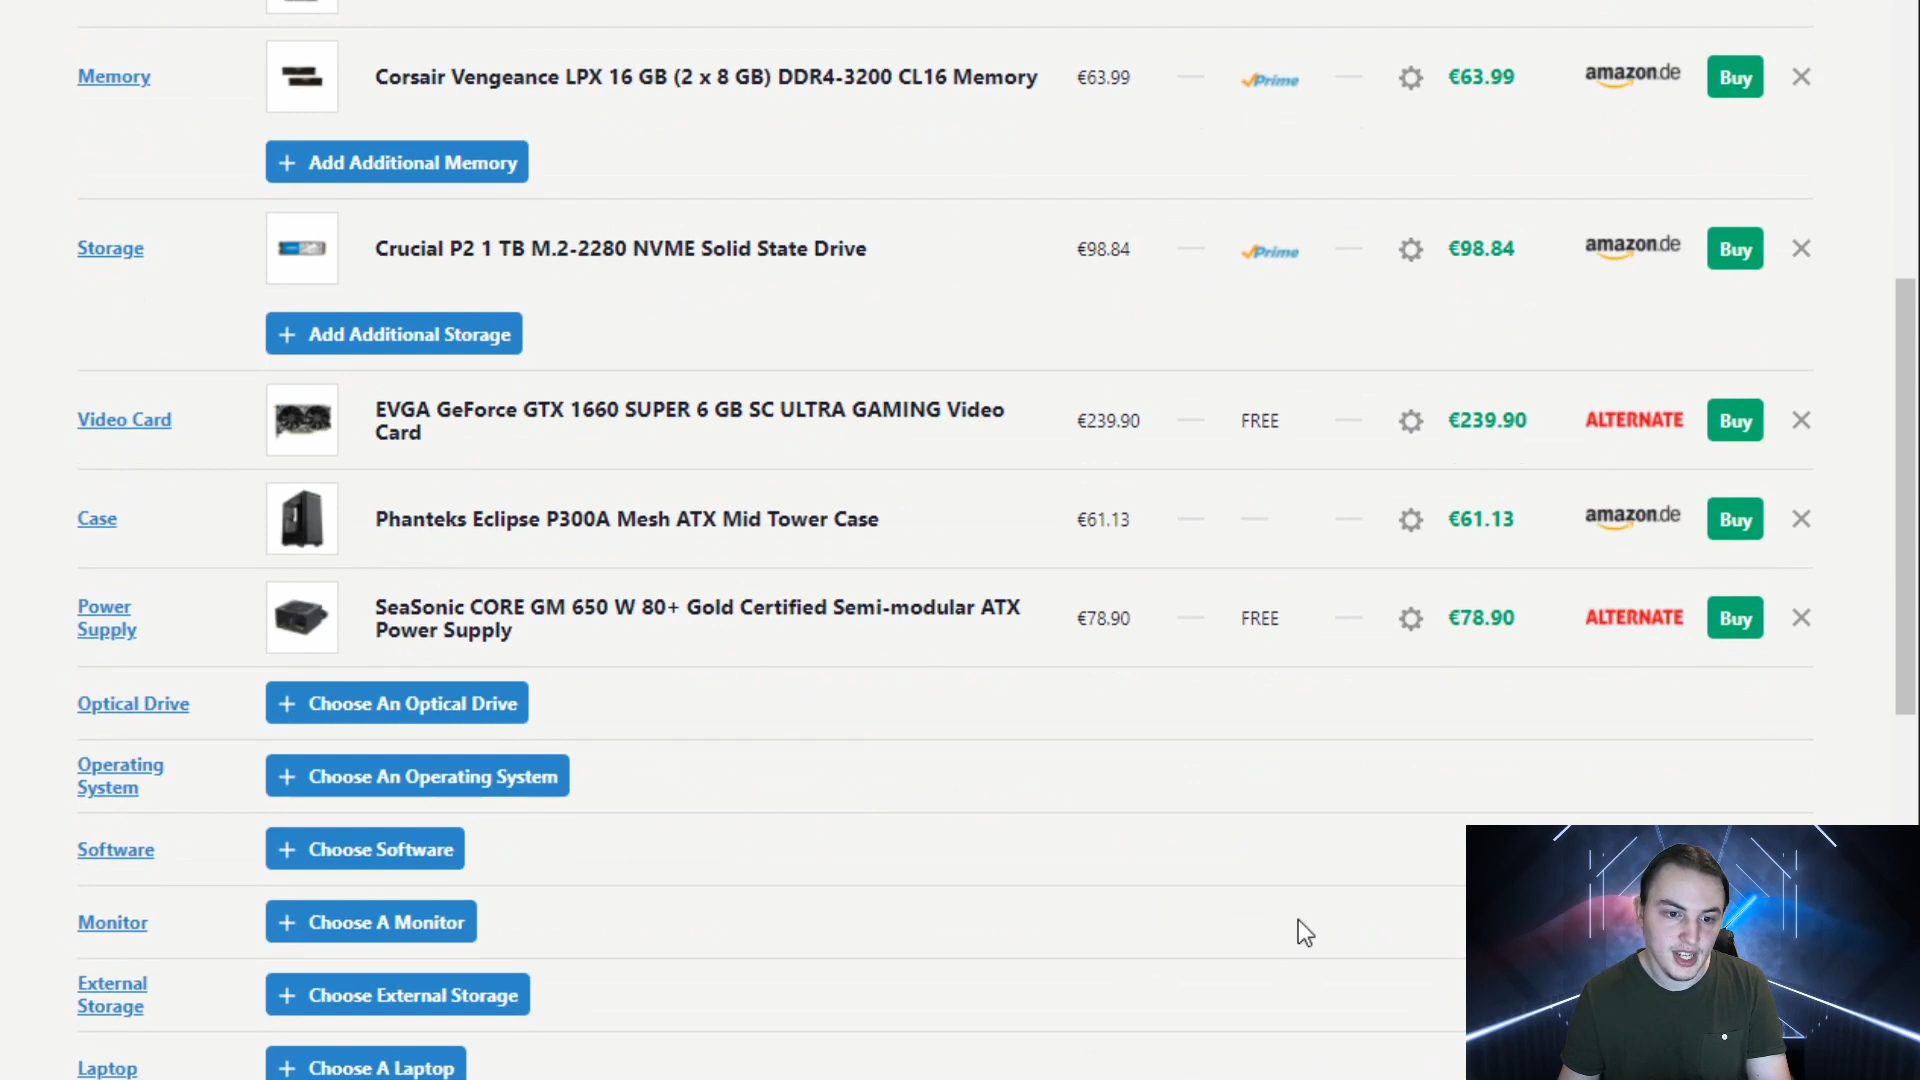 Memory
Corsair Vengeance LPX 16 GB (2 x 8 GB) DDR4-3200 CL16 Memory €63.99 Prime €63.99 amazon.de Buy
+ Add Additional Memory
Storage
Crucial P2 1 TB M.2-2280 NVME Solid State Drive €98.84 Prime €98.84 amazon.de Buy
+ Add Additional Storage
Video Card
EVGA GeForce GTX 1660 SUPER 6 GB SC ULTRA GAMING Video
Card
€239.90 FREE €239.90 ALTERNATE Buy
Case
Phanteks Eclipse P300A Mesh ATX Mid Tower Case €61.13 €61.13 amazon.de Buy
Power
Supply
SeaSonic CORE GM 650 W 80+ Gold Certified Semi-modular ATX
Power Supply
€78.90 FREE €78.90 ALTERNATE Buy
Optical Drive
+ Choose An Optical Drive
Operating
System
+ Choose An Operating System
Software
+ Choose Software
Monitor
+ Choose A Monitor
External
Storage
+ Choose External Storage
Laptop
+ Choose A Laptop